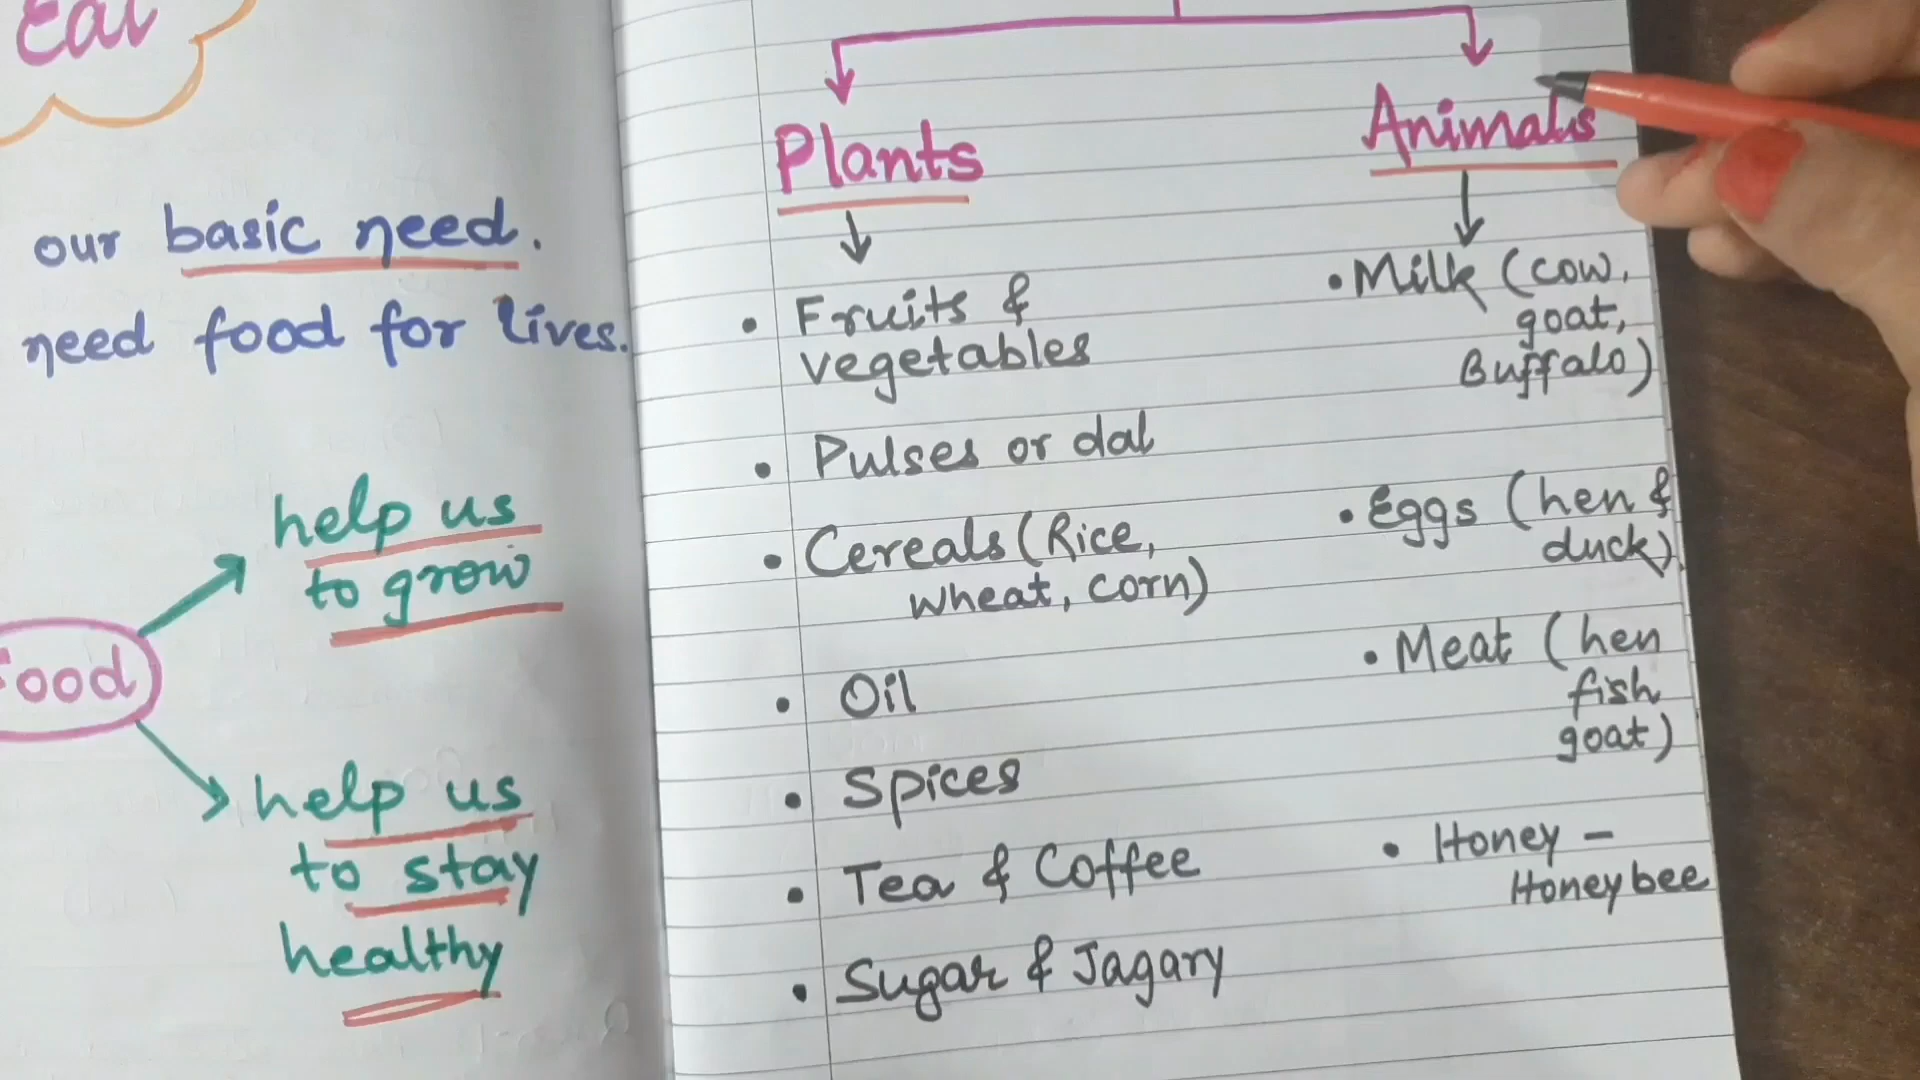 Eat
our basic need.
need food for lives.
food
help us
to grow
help us
to stay
healthy
Plants
• Fruits &
vegetables
• Pulses or dal
• Cereals (Rice,
wheat, corn)
• Oil
• Spices
• Tea & Coffee
• Sugar & Jagary
Animals
• Milk (cow,
goat,
Buffalo)
• Eggs (hen &
duck)
• Meat (hen
fish
goat)
• Honey –
Honeybee